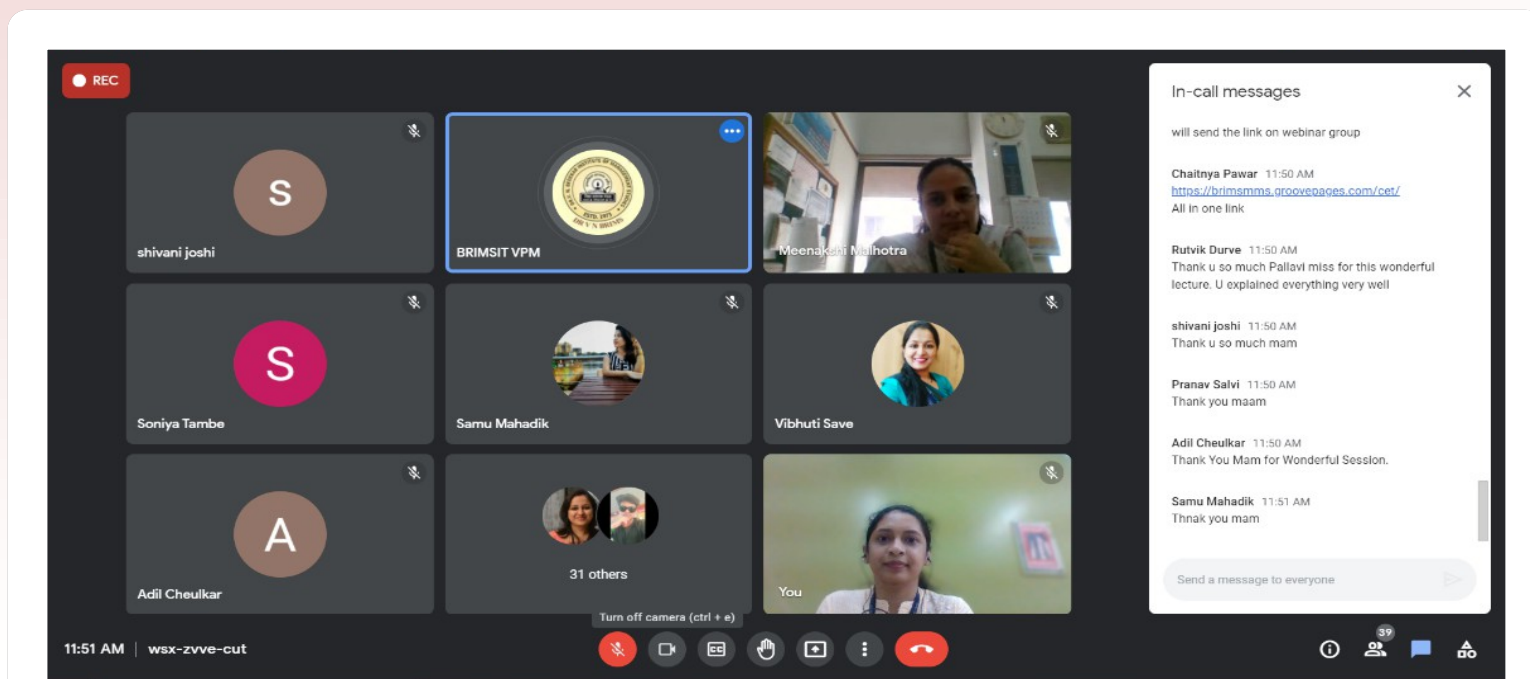 REC
S
shivani joshi
BRIMSIT VPM
Meenakshi Malhotra
S
Soniya Tambe
Samu Mahadik
Vibhuti Save
A
Adil Cheulkar
31 others
You
Turn off camera (ctrl + e)
11:51 AM | wsx-zvve-cut
CC
39
In-call messages
will send the link on webinar group
Chaitnya Pawar 11:50 AM
https://brimsmms.groovepages.com/cet/
All in one link
Rutvik Durve 11:50 AM
Thank u so much Pallavi miss for this wonderful
lecture. U explained everything very well
shivani joshi 11:50 AM
Thank u so much mam
Pranav Salvi 11:50 AM
Thank you maam
Adil Cheulkar 11:50 AM
Thank You Mam for Wonderful Session.
Samu Mahadik 11:51 AM
Thnak you mam
Send a message to everyone